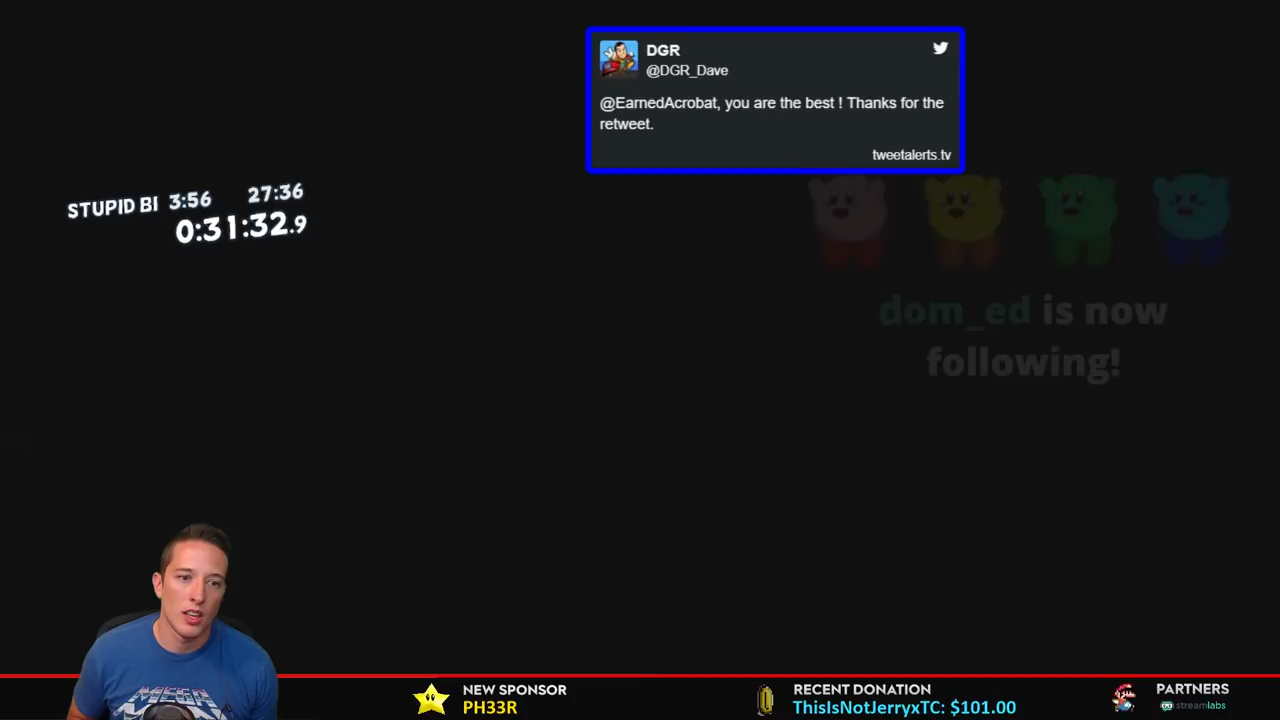 DGR
@DGR_Dave
@EarnedAcrobat, you are the best ! Thanks for the
retweet.
tweetalerts.tv
STUPID BI 3:56 27:36
0:31:32.9
dom_ed is now
following!
MEGA
NEW SPONSOR
PH33R
RECENT DONATION
ThisIsNotJerryxTC: $101.00
PARTNERS
streamlabs